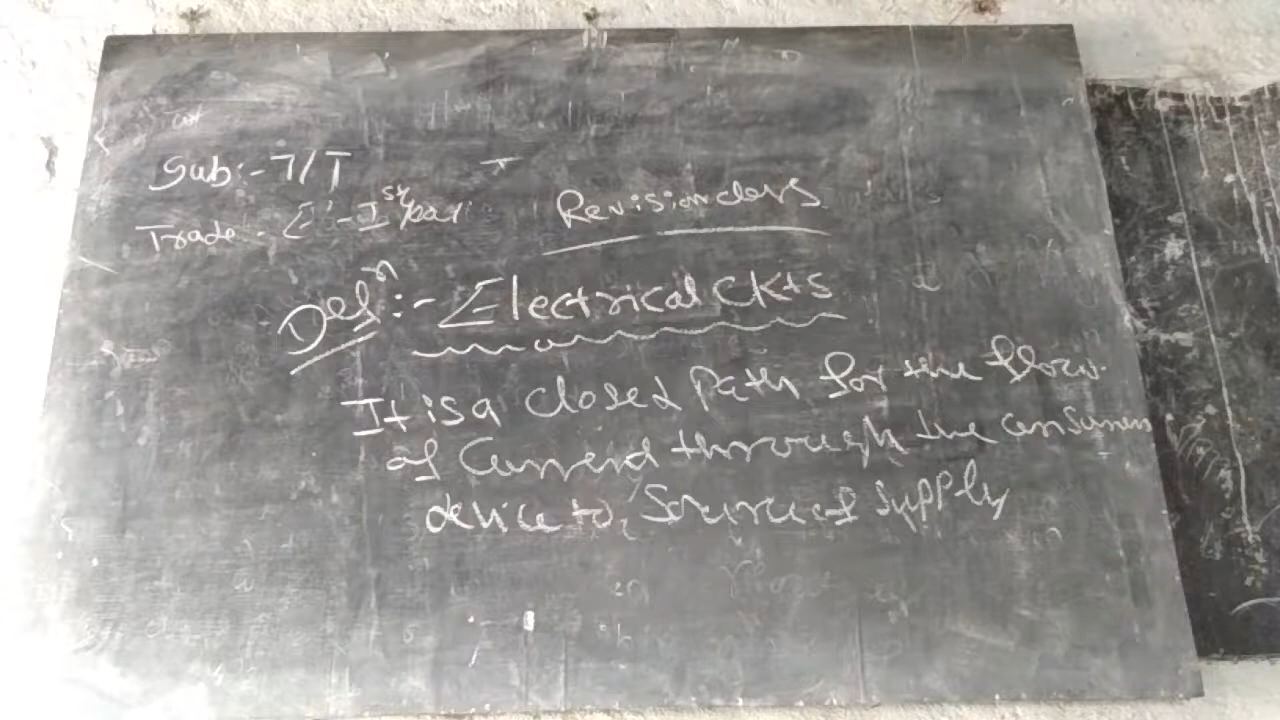 Sub:- T/T
Trade - E - Ist year
Revision class
Defn:- Electrical Ckts
It is a closed Path for the flow
of Current through the consumer
device to, Source of Supply